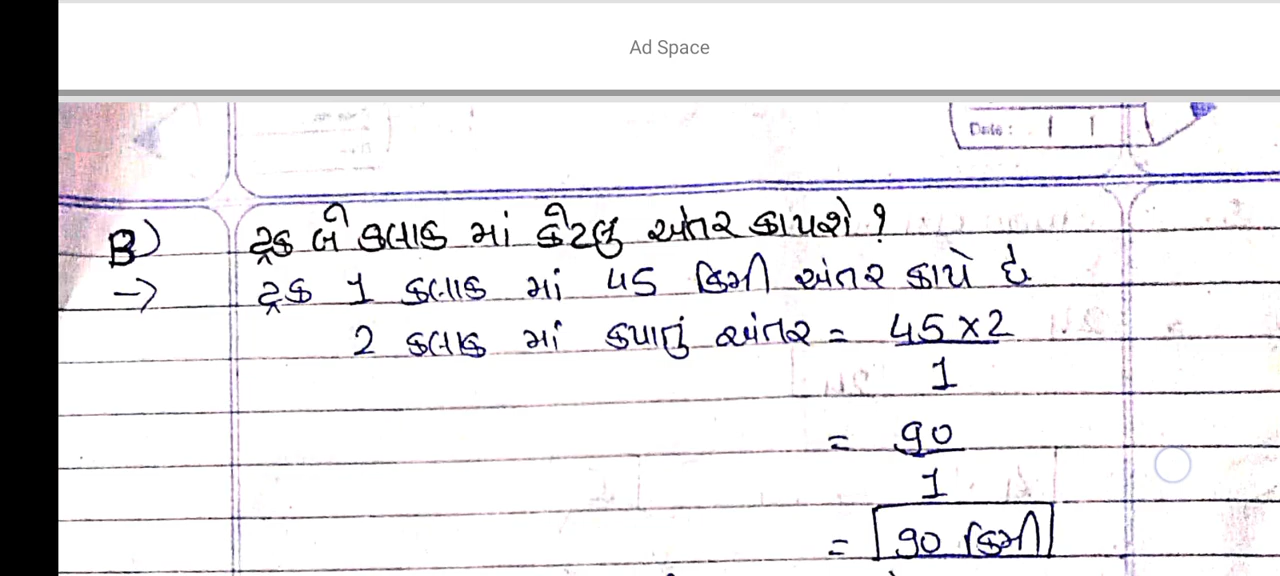 Ad Space
Date :
B) ટ્રક બે કલાક માં કેટલુ અંતર કાપશે ?
→ ટ્રક 1 કલાક માં 45 કિમી અંતર કાપે છે
2 કલાક માં કપાતું અંતર = 45 × 2
1
= 90
1
= 90 કિમી